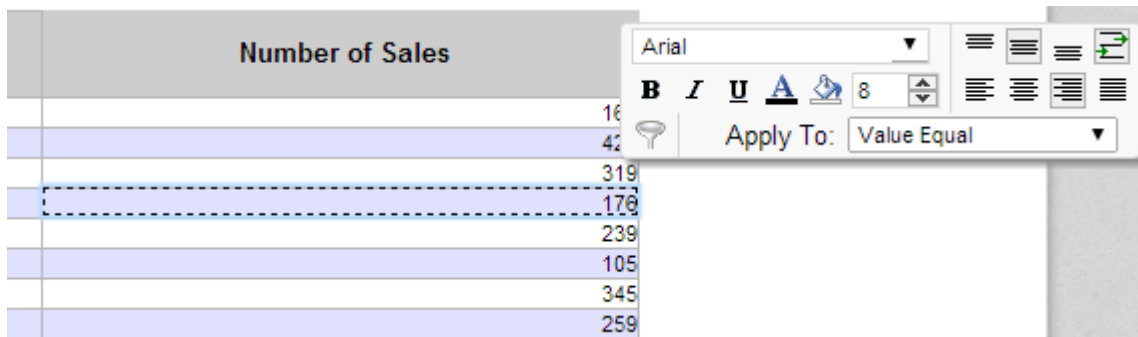 Number of Sales
Arial
B I U A 8
Apply To: Value Equal
319
176
239
105
345
259